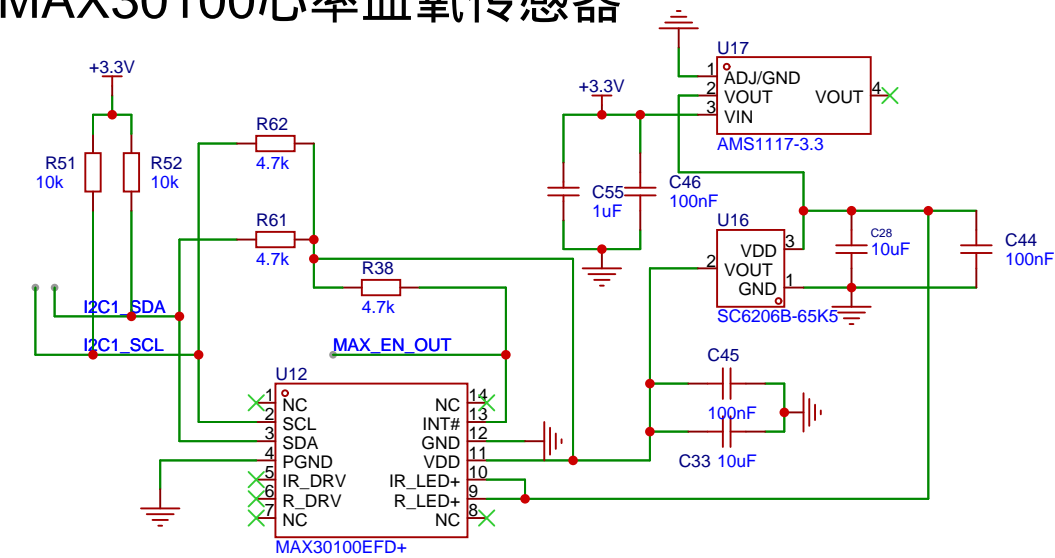 MAX30100心率血氧传感器
+3.3V
R51
10k
R52
10k
R62
4.7k
R61
4.7k
R38
4.7k
I2C1_SDA
I2C1_SCL
MAX_EN_OUT
+3.3V
C55
1uF
C46
100nF
U17
1 ADJ/GND
2 VOUT
3 VIN
VOUT 4
AMS1117-3.3
U16
VDD 3
2 VOUT
GND 1
SC6206B-65K5
C28
10uF
C44
100nF
C45
100nF
C33 10uF
U12
1 NC
2 SCL
3 SDA
4 PGND
5 IR_DRV
6 R_DRV
7 NC
NC 14
INT# 13
GND 12
VDD 11
IR_LED+ 10
R_LED+ 9
NC 8
MAX30100EFD+